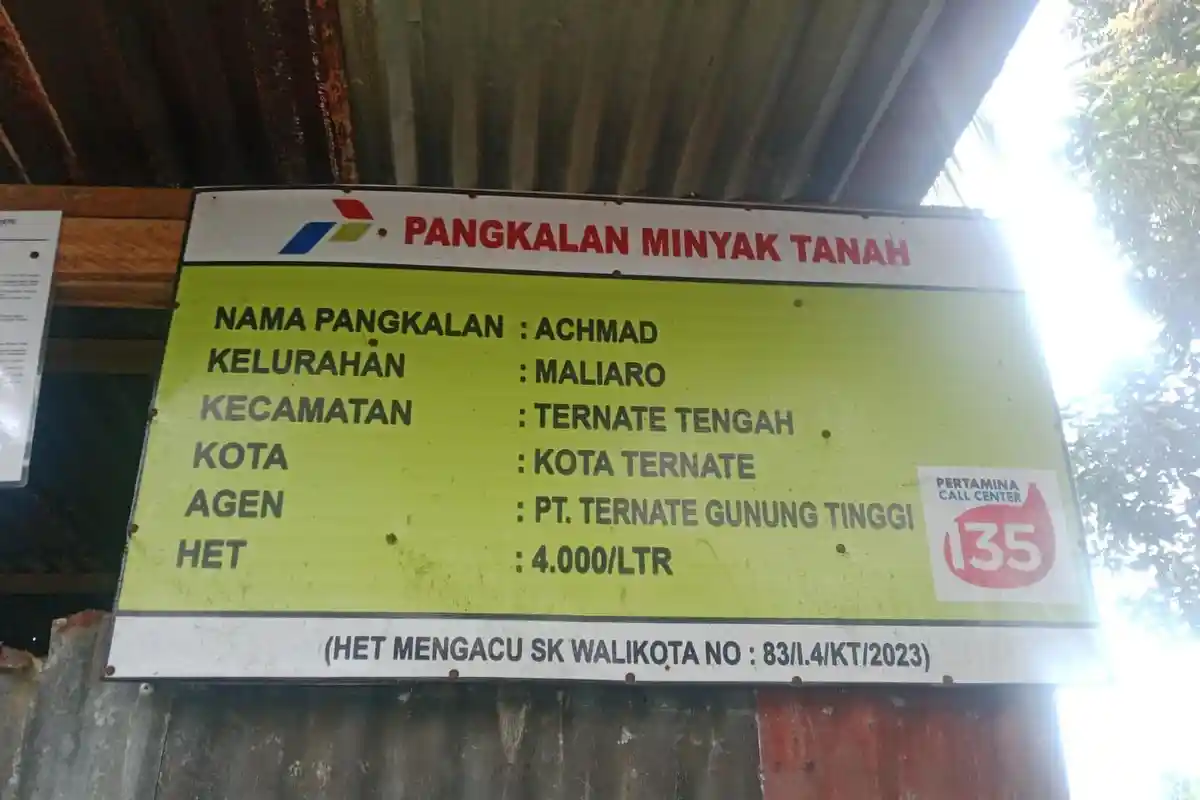 PANGKALAN MINYAK TANAH
NAMA PANGKALAN : ACHMAD
KELURAHAN : MALIARO
KECAMATAN : TERNATE TENGAH
KOTA : KOTA TERNATE
AGEN : PT. TERNATE GUNUNG TINGGI
HET : 4.000/LTR
PERTAMINA
CALL CENTER
135
(HET MENGACU SK WALIKOTA NO : 83/I.4/KT/2023)